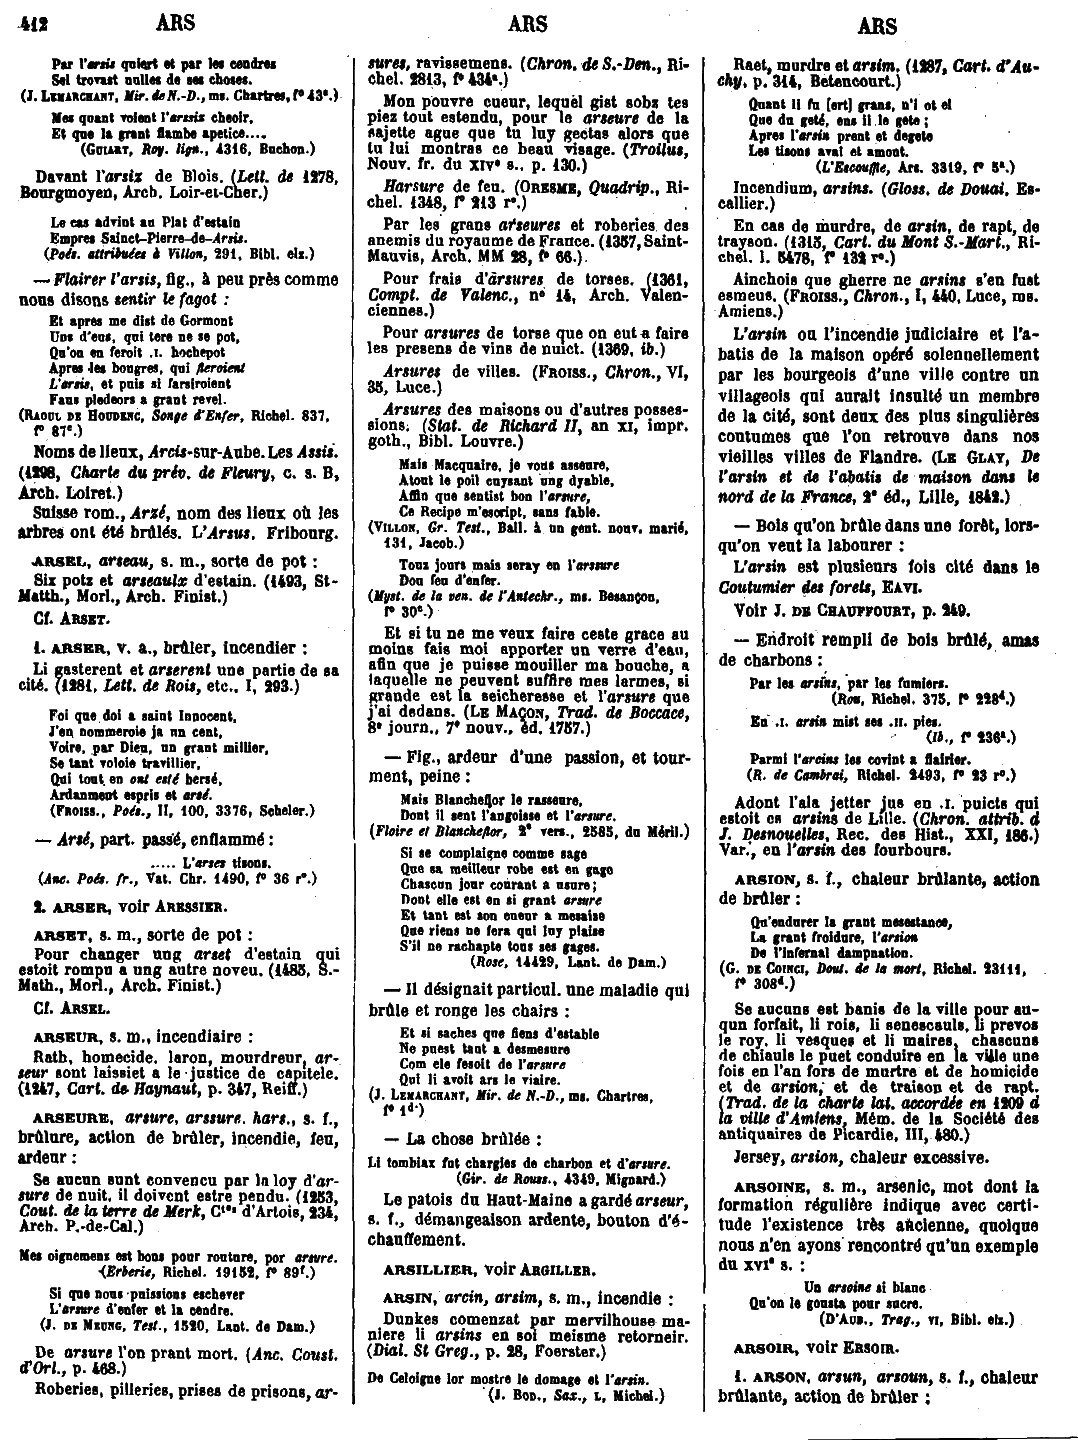 412 ARS ARS ARS
Par l'arsis quiert et par les cendres
Sel trovast nulles de ses choses.
(J. LEMARCHANT, Mir. de N.-D., ms. Chartres, f° 43ᵉ.)
Mes quant voient l'arssis cheoir,
Et que la grant flambe apetice....
(GUIART, Roy. lign., 4316, Buchon.)
Davant l'arsiz de Blois. (Lett. de 1278,
Bourgmoyen, Arch. Loir-et-Cher.)
Le cas advint au Plat d'estain
Empres Sainct-Pierre-de-Arsis.
(Poés. attribuées à Villon, 291, Bibl. elz.)
— Flairer l'arsis, fig., à peu près comme
nous disons sentir le fagot :
Et apres me dist de Gormont
Uns d'eus, qui tere ne se pot,
Qu'on en feroit .I. hochepot
Apres les bougres, qui fleroient
L'arsis, et puis si farsiroient
Faus pledeors a grant revel.
(RAOUL DE HOUDENC, Songe d'Enfer, Richel. 837,
f° 87ᵉ.)
Noms de lieux, Arcis-sur-Aube. Les Assis.
(1298, Charte du prév. de Fleury, c. s. B,
Arch. Loiret.)
Suisse rom., Arzé, nom des lieux où les
arbres ont été brûlés. L'Arsus, Fribourg.
ARSEL, arseau, s. m., sorte de pot :
Six potz et arseaulx d'estain. (1493, St-
Matth., Morl., Arch. Finist.)
Cf. ARSET.
1. ARSER, v. a., brûler, incendier :
Li gasterent et arserent une partie de sa
cité. (1281, Lett. de Rois, etc., I, 293.)
Foi que doi a saint Innocent,
J'en nommeroie ja un cent,
Voire, par Dieu, un grant millier,
Se tant voloie travillier,
Qui tout en ont esté bersé,
Ardanment espris et arsé.
(FROISS., Poés., II, 100, 3376, Scheler.)
— Arsé, part. passé, enflammé :
..... L'arses tisons.
(Anc. Poés. fr., Vat. Chr. 1490, f° 36 r°.)
2. ARSER, voir ARESSIER.
ARSET, s. m., sorte de pot :
Pour changer ung arset d'estain qui
estoit rompu a ung autre noveu. (1485, S.-
Math., Morl., Arch. Finist.)
Cf. ARSEL.
ARSEUR, s. m., incendiaire :
Rath, homecide, laron, mourdreur, ar-
seur sont laissiet a le justice de capitele.
(1247, Cart. de Haynaut, p. 347, Reiff.)
ARSEURE, arsure, arssure, hars., s. f.,
brûlure, action de brûler, incendie, feu,
ardeur :
Se aucun sunt convencu par la loy d'ar-
sure de nuit, il doivent estre pendu. (1253,
Cout. de la terre de Merk, Cᵗᵉˢ d'Artois, 234,
Arch. P.-de-Cal.)
Mes oignemenz est bons pour routure, por arsure.
(Erberie, Richel. 19152, f° 89ᶠ.)
Si que nous puissions eschever
L'arsure d'enfer et la cendre.
(J. DE MEUNG, Test., 1520, Lant. de Dam.)
De arsure l'on prant mort. (Anc. Coust.
d'Orl., p. 468.)
Roberies, pilleries, prises de prisons, ar-
sures, ravissemens. (Chron. de S.-Den., Ri-
chel. 2813, f° 434ᵃ.)
Mon povre cueur, lequel gist sobz tes
piez tout estendu, pour le arseure de la
sajette ague que tu luy gectas alors que
tu lui montras ce beau visage. (Troilus,
Nouv. fr. du XIVᵉ s., p. 130.)
Harsure de feu. (ORESME, Quadrip., Ri-
chel. 1348, f° 213 r°.)
Par les grans arseures et roberies des
anemis du royaume de France. (1357, Saint-
Mauvis, Arch. MM 28, f° 66.)
Pour frais d'arsures de torses. (1361,
Compt. de Valenc., n° 14, Arch. Valen-
ciennes.)
Pour arsures de torse que on eut a faire
les presens de vins de nuict. (1369, ib.)
Arsures de villes. (FROISS., Chron., VI,
35, Luce.)
Arsures des maisons ou d'autres posses-
sions. (Stat. de Richard II, an XI, impr.
goth., Bibl. Louvre.)
Mais Macquaire, je vous asseure,
Atout le poil cuysant ung dyable,
Affin que sentist bon l'arsure,
Ce Recipe m'escript, sans fable.
(VILLON, Gr. Test., Ball. à un gent. nouv. marié,
131, Jacob.)
Touz jours mais seray en l'arsure
Dou feu d'enfer.
(Myst. de la ven. de l'Antechr., ms. Besançon,
f° 30ᵉ.)
Et si tu ne me veux faire ceste grace au
moins fais moi apporter un verre d'eau,
afin que je puisse mouiller ma bouche, a
laquelle ne peuvent suffire mes larmes, si
grande est la seicheresse et l'arsure que
j'ai dedans. (LE MAÇON, Trad. de Boccace,
8ᵉ journ., 7ᵉ nouv., éd. 1757.)
— Fig., ardeur d'une passion, et tour-
ment, peine :
Mais Blancheflor le rasseure,
Dont il sent l'angoisse et l'arsure.
(Floire et Blancheflor, 2ᵉ vers., 2585, du Méril.)
Si se complaigne comme sage
Que sa meilleur robe est en gage
Chascun jour courant a usure ;
Dont elle est en si grant arsure
Et tant est son eneur a mesaise
Que riens ne fera qui luy plaise
S'il ne rachapte tous ses gages.
(Rose, 14429, Lant. de Dam.)
— Il désignait particul. une maladie qui
brûle et ronge les chairs :
Et si saches que fiens d'estable
Ne puest tant a desmesure
Com ele fesoit de l'arsure
Qui li avoit ars le viaire.
(J. LEMARCHANT, Mir. de N.-D., ms. Chartres,
f° 1ᵈ.)
— La chose brûlée :
Li tombiax fut chargies de charbon et d'arsure.
(Gir. de Rouss., 4349, Mignard.)
Le patois du Haut-Maine a gardé arseur,
s. f., démangeaison ardente, bouton d'é-
chauffement.
ARSILLIER, voir ARGILLER.
ARSIN, arcin, arsim, s. m., incendie :
Dunkes comenzat par mervilhouse ma-
niere li arsins en soi meisme retorneir.
(Dial. St Greg., p. 28, Foerster.)
De Celoigne lor mostre le domage et l'arsin.
(J. BOD., Sax., L, Michel.)
Raet, murdre et arsim. (1287, Cart. d'Au-
chy, p. 314, Betencourt.)
Quant li fu [ert] grans, n'i ot el
Que du geté, ens il le gete ;
Apres l'arsin prent et degete
Les tisons aval et amont.
(L'Escouffle, Ars. 3319, f° 5ᵃ.)
Incendium, arsins. (Gloss. de Douai, Es-
callier.)
En cas de murdre, de arsin, de rapt, de
trayson. (1315, Cart. du Mont S.-Mart., Ri-
chel. l. 5478, f° 132 r°.)
Ainchois que gherre ne arsins s'en fust
esmeus. (FROISS., Chron., I, 440, Luce, ms.
Amiens.)
L'arsin ou l'incendie judiciaire et l'a-
batis de la maison opéré solennellement
par les bourgeois d'une ville contre un
villageois qui aurait insulté un membre
de la cité, sont deux des plus singulières
coutumes que l'on retrouve dans nos
vieilles villes de Flandre. (LE GLAY, De
l'arsin et de l'abatis de maison dans le
nord de la France, 2ᵉ éd., Lille, 1842.)
— Bois qu'on brûle dans une forêt, lors-
qu'on veut la labourer :
L'arsin est plusieurs fois cité dans le
Coutumier des forets, EAVI.
Voir J. DE CHAUFFOURT, p. 249.
— Endroit rempli de bois brûlé, amas
de charbons :
Par les arsins, par les fumiers.
(Rou, Richel. 375, f° 228ᵈ.)
En .I. arsin mist ses .II. pies.
(Ib., f° 236ᵃ.)
Parmi l'arcins les covint a flairier.
(R. de Cambrai, Richel. 2493, f° 23 r°.)
Adont l'ala jetter jus en .I. puicts qui
estoit es arsins de Lille. (Chron. attrib. à
J. Desnouelles, Rec. des Hist., XXI, 186.)
Var., en l'arsin des fourbours.
ARSION, s. f., chaleur brûlante, action
de brûler :
Qu'endurer la grant mesestance,
La grant froidure, l'arsion
De l'infernal dampnation.
(G. DE COINCI, Dout. de la mort, Richel. 23111,
f° 308ᵈ.)
Se aucuns est banis de la ville pour au-
qun forfait, li rois, li senescauls, li prevos
le roy, li vesques et li maires, chascuns
de chiauls le puet conduire en la ville une
fois en l'an fors de murtre et de homicide
et de arsion, et de traison et de rapt.
(Trad. de la charte lat. accordée en 1209 à
la ville d'Amiens, Mém. de la Société des
antiquaires de Picardie, III, 480.)
Jersey, arsion, chaleur excessive.
ARSOINE, s. m., arsenic, mot dont la
formation régulière indique avec certi-
tude l'existence très ancienne, quoique
nous n'en ayons rencontré qu'un exemple
du XVIᵉ s. :
Un arsoine si blanc
Qu'on le gousta pour sucre.
(D'AUB., Trag., VI, Bibl. elz.)
ARSOIR, voir ERSOIR.
1. ARSON, arsun, arsoun, s. f., chaleur
brûlante, action de brûler :